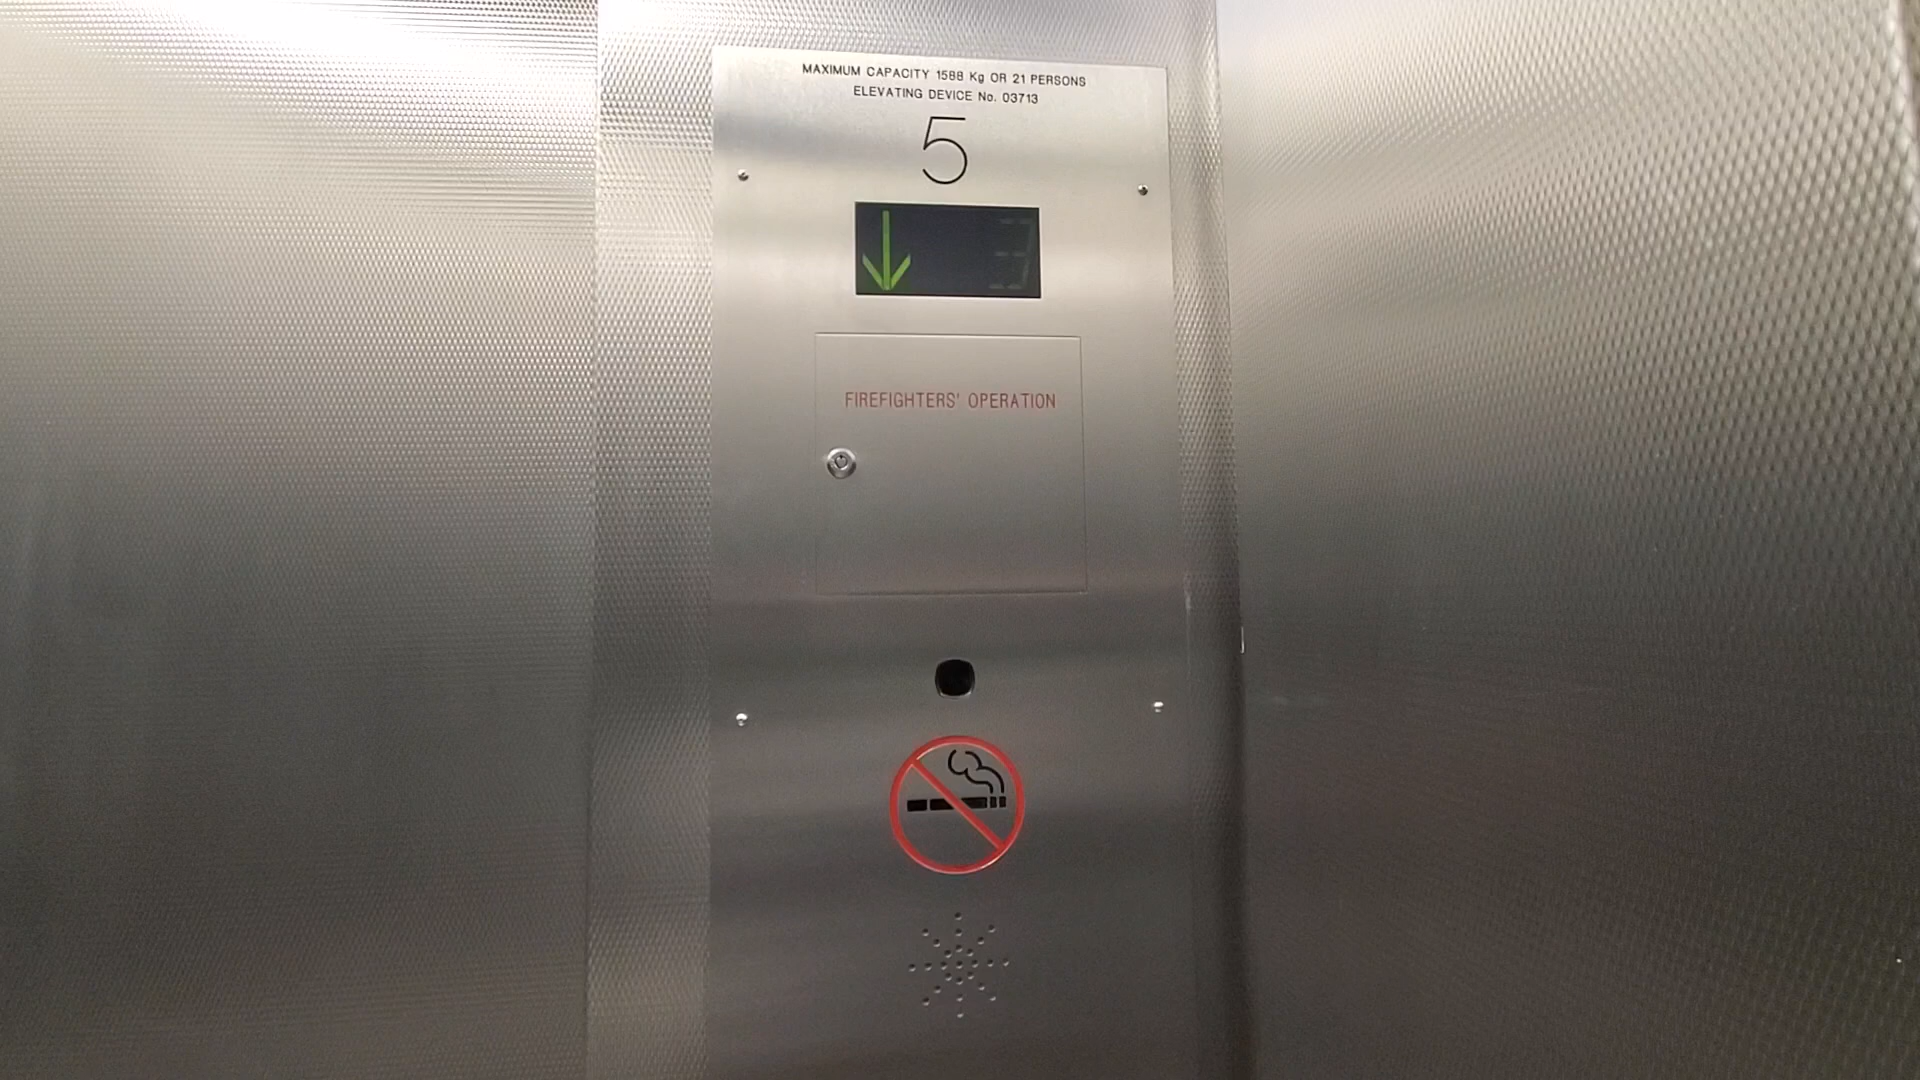 MAXIMUM CAPACITY 1588 Kg OR 21 PERSONS
ELEVATING DEVICE No. 03713
5
FIREFIGHTERS' OPERATION